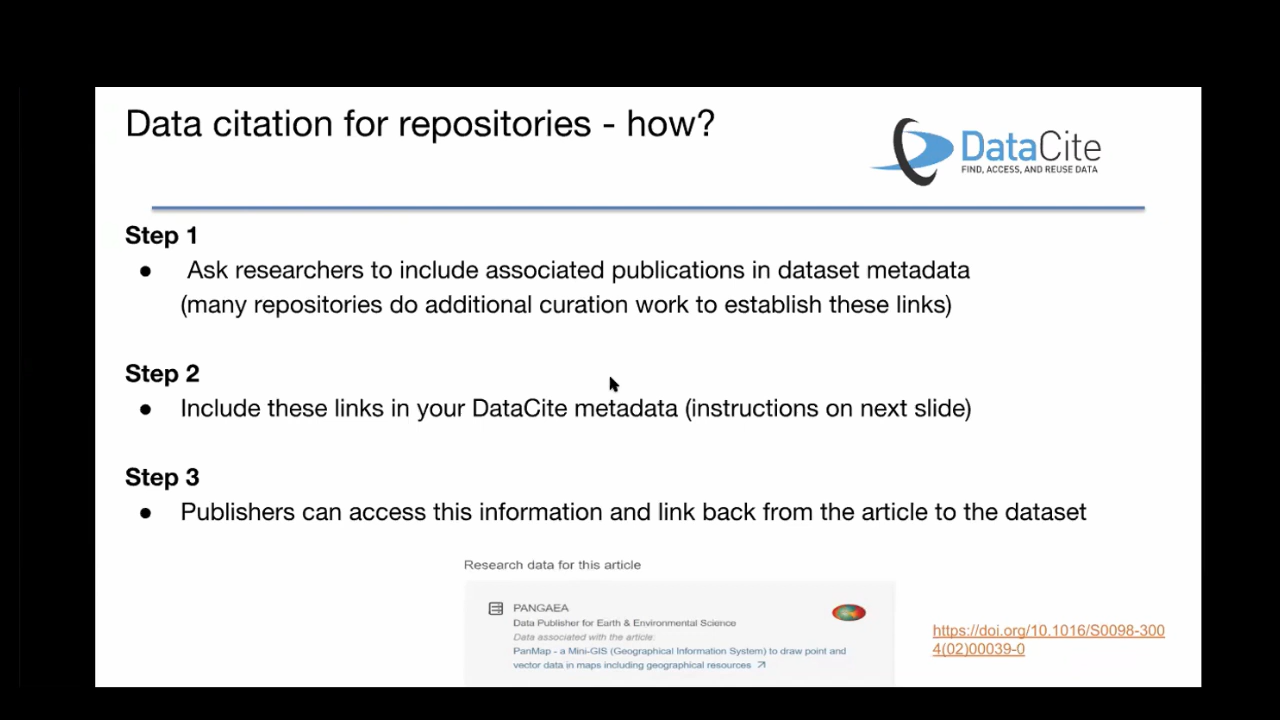 Data citation for repositories - how?
DataCite
FIND, ACCESS, AND REUSE DATA
Step 1
● Ask researchers to include associated publications in dataset metadata
(many repositories do additional curation work to establish these links)
Step 2
● Include these links in your DataCite metadata (instructions on next slide)
Step 3
● Publishers can access this information and link back from the article to the dataset
Research data for this article
PANGAEA
Data Publisher for Earth & Environmental Science
Data associated with the article:
PanMap - a Mini-GIS (Geographical Information System) to draw point and
vector data in maps including geographical resources ↗
https://doi.org/10.1016/S0098-300
4(02)00039-0